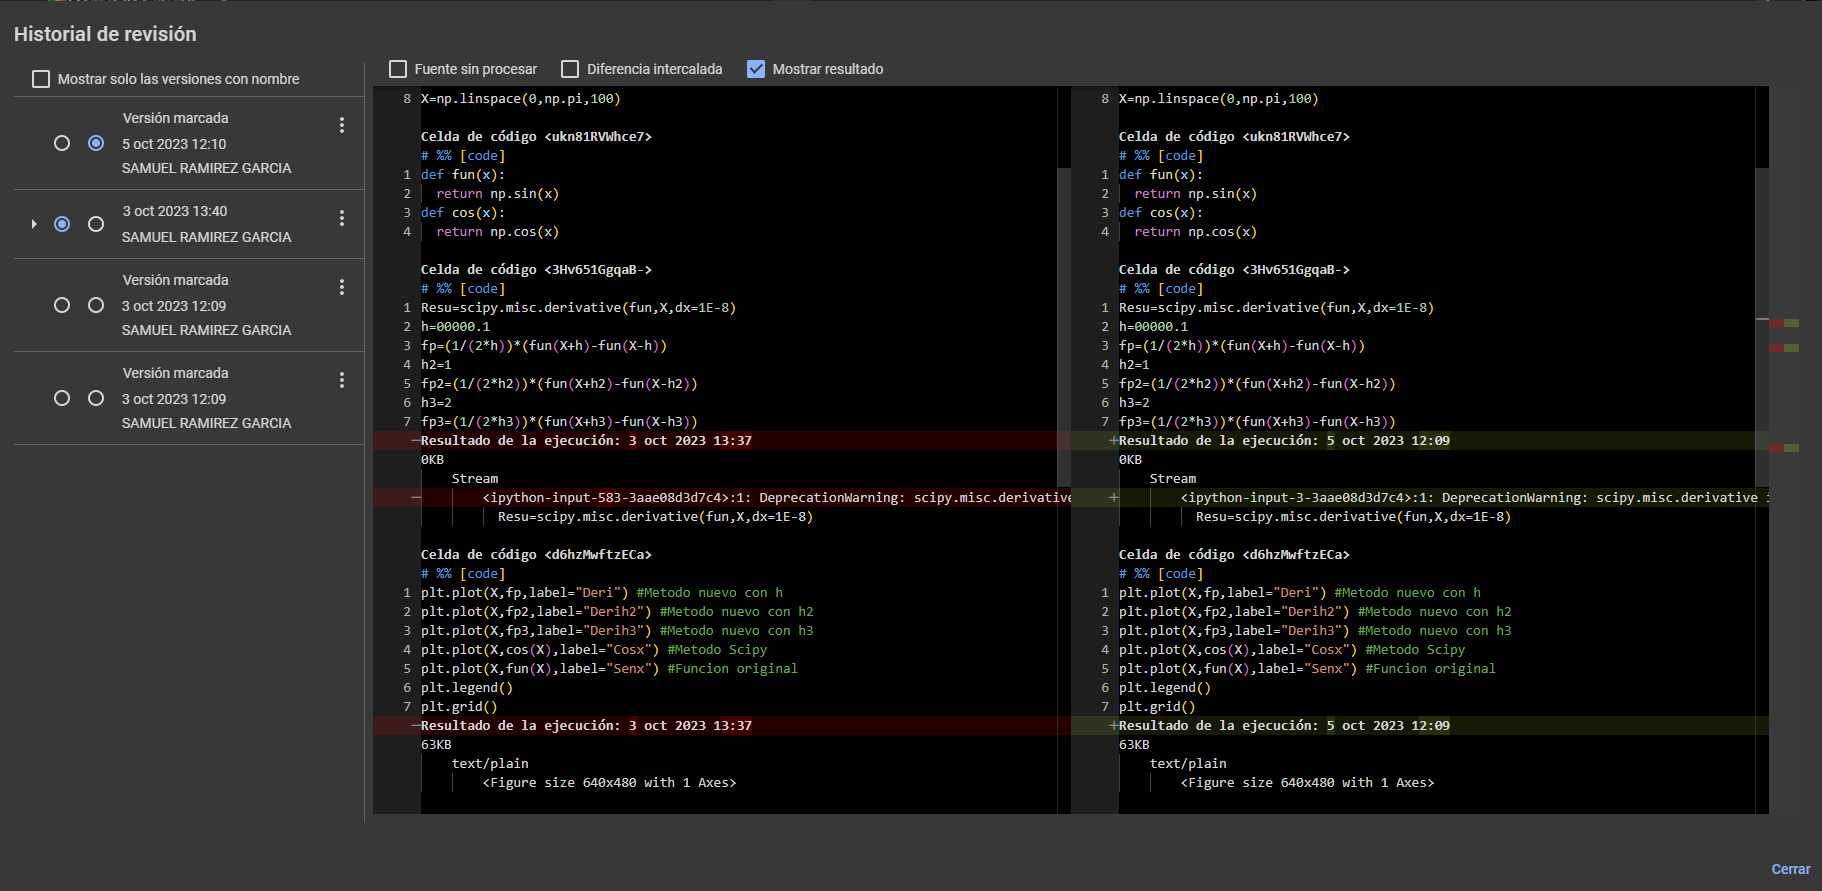 Historial de revisión
Mostrar solo las versiones con nombre
Versión marcada
5 oct 2023 12:10
SAMUEL RAMIREZ GARCIA
3 oct 2023 13:40
SAMUEL RAMIREZ GARCIA
Versión marcada
3 oct 2023 12:09
SAMUEL RAMIREZ GARCIA
Versión marcada
3 oct 2023 12:09
SAMUEL RAMIREZ GARCIA
Fuente sin procesar
Diferencia intercalada
Mostrar resultado
8 X=np.linspace(0,np.pi,100)
Celda de código <ukn81RVWhce7>
# %% [code]
1 def fun(x):
2 return np.sin(x)
3 def cos(x):
4 return np.cos(x)
Celda de código <3Hv651GgqaB->
# %% [code]
1 Resu=scipy.misc.derivative(fun,X,dx=1E-8)
2 h=00000.1
3 fp=(1/(2*h))*(fun(X+h)-fun(X-h))
4 h2=1
5 fp2=(1/(2*h2))*(fun(X+h2)-fun(X-h2))
6 h3=2
7 fp3=(1/(2*h3))*(fun(X+h3)-fun(X-h3))
−Resultado de la ejecución: 3 oct 2023 13:37
0KB
Stream
− <ipython-input-583-3aae08d3d7c4>:1: DeprecationWarning: scipy.misc.derivative
Resu=scipy.misc.derivative(fun,X,dx=1E-8)
Celda de código <d6hzMwftzECa>
# %% [code]
1 plt.plot(X,fp,label="Deri") #Metodo nuevo con h
2 plt.plot(X,fp2,label="Derih2") #Metodo nuevo con h2
3 plt.plot(X,fp3,label="Derih3") #Metodo nuevo con h3
4 plt.plot(X,cos(X),label="Cosx") #Metodo Scipy
5 plt.plot(X,fun(X),label="Senx") #Funcion original
6 plt.legend()
7 plt.grid()
−Resultado de la ejecución: 3 oct 2023 13:37
63KB
text/plain
<Figure size 640x480 with 1 Axes>
8 X=np.linspace(0,np.pi,100)
Celda de código <ukn81RVWhce7>
# %% [code]
1 def fun(x):
2 return np.sin(x)
3 def cos(x):
4 return np.cos(x)
Celda de código <3Hv651GgqaB->
# %% [code]
1 Resu=scipy.misc.derivative(fun,X,dx=1E-8)
2 h=00000.1
3 fp=(1/(2*h))*(fun(X+h)-fun(X-h))
4 h2=1
5 fp2=(1/(2*h2))*(fun(X+h2)-fun(X-h2))
6 h3=2
7 fp3=(1/(2*h3))*(fun(X+h3)-fun(X-h3))
+Resultado de la ejecución: 5 oct 2023 12:09
0KB
Stream
+ <ipython-input-3-3aae08d3d7c4>:1: DeprecationWarning: scipy.misc.derivative
Resu=scipy.misc.derivative(fun,X,dx=1E-8)
Celda de código <d6hzMwftzECa>
# %% [code]
1 plt.plot(X,fp,label="Deri") #Metodo nuevo con h
2 plt.plot(X,fp2,label="Derih2") #Metodo nuevo con h2
3 plt.plot(X,fp3,label="Derih3") #Metodo nuevo con h3
4 plt.plot(X,cos(X),label="Cosx") #Metodo Scipy
5 plt.plot(X,fun(X),label="Senx") #Funcion original
6 plt.legend()
7 plt.grid()
+Resultado de la ejecución: 5 oct 2023 12:09
63KB
text/plain
<Figure size 640x480 with 1 Axes>
Cerrar